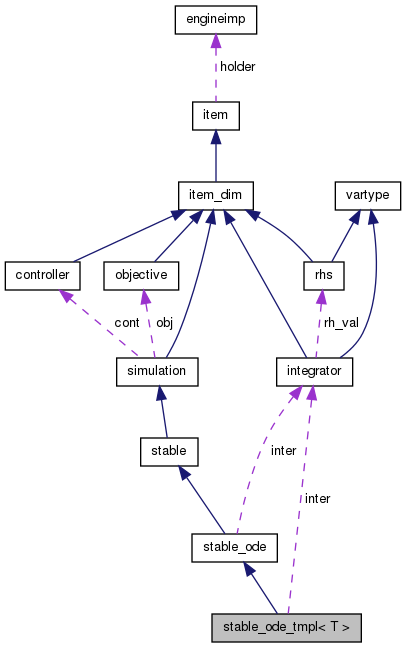 engineimp
holder
item
item_dim
vartype
controller
objective
rhs
cont
obj
rh_val
simulation
integrator
stable
inter
inter
stable_ode
stable_ode_tmpl< T >